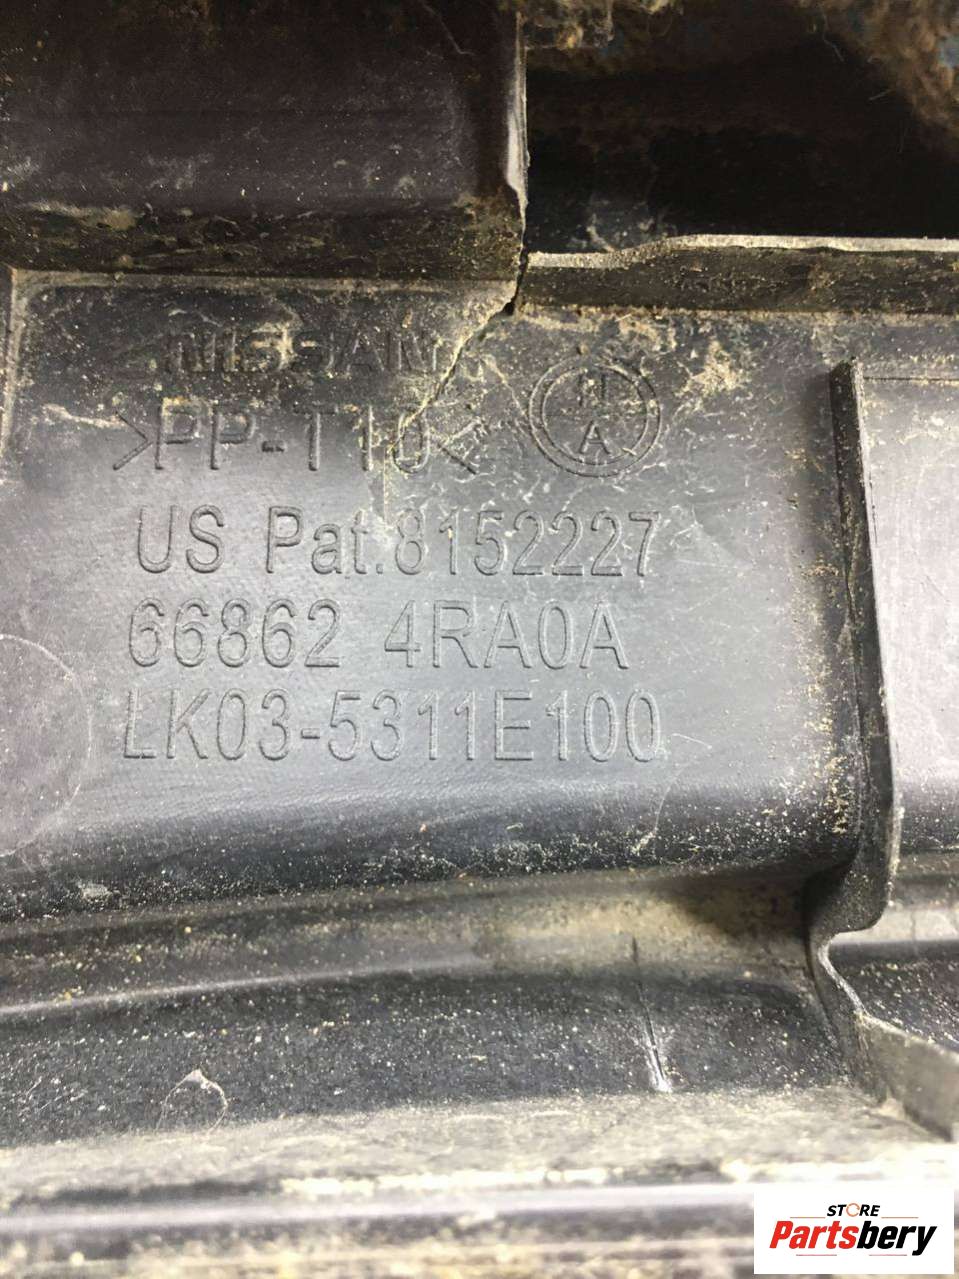 NISSAN
>PP-T10<
H
A
US Pat.8152227
66862 4RA0A
LK03-5311E100
STORE
Partsbery